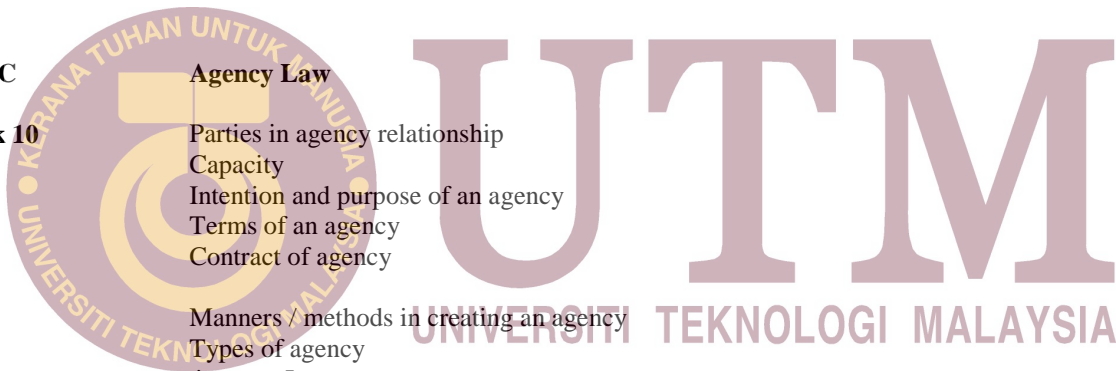 C Agency Law
k 10 Parties in agency relationship
Capacity
Intention and purpose of an agency
Terms of an agency
Contract of agency
Manners / methods in creating an agency
Types of agency
UTM
UNIVERSITI TEKNOLOGI MALAYSIA
KERANA TUHAN UNTUK MANUSIA
UNIVERSITI TEKNOLOGI MALAYSIA